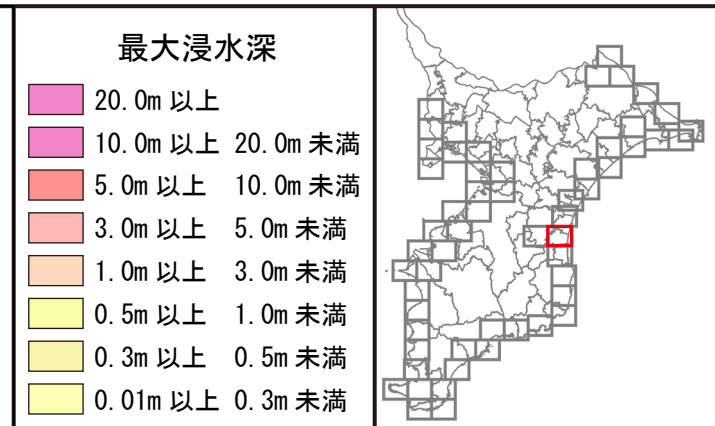 最大浸水深
20.0m 以上
10.0m 以上 20.0m 未満
5.0m 以上 10.0m 未満
3.0m 以上 5.0m 未満
1.0m 以上 3.0m 未満
0.5m 以上 1.0m 未満
0.3m 以上 0.5m 未満
0.01m 以上 0.3m 未満